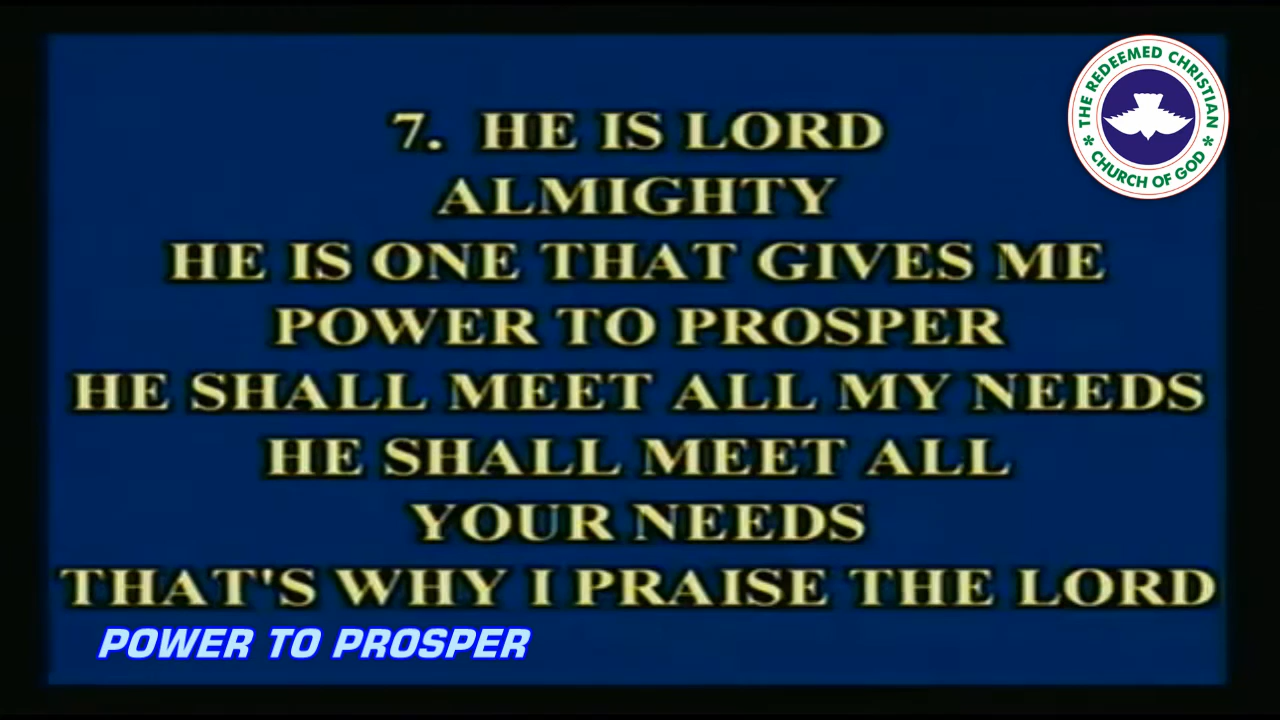 7. HE IS LORD
ALMIGHTY
HE IS ONE THAT GIVES ME
POWER TO PROSPER
HE SHALL MEET ALL MY NEEDS
HE SHALL MEET ALL
YOUR NEEDS
THAT'S WHY I PRAISE THE LORD
POWER TO PROSPER
THE REDEEMED CHRISTIAN
* CHURCH OF GOD *